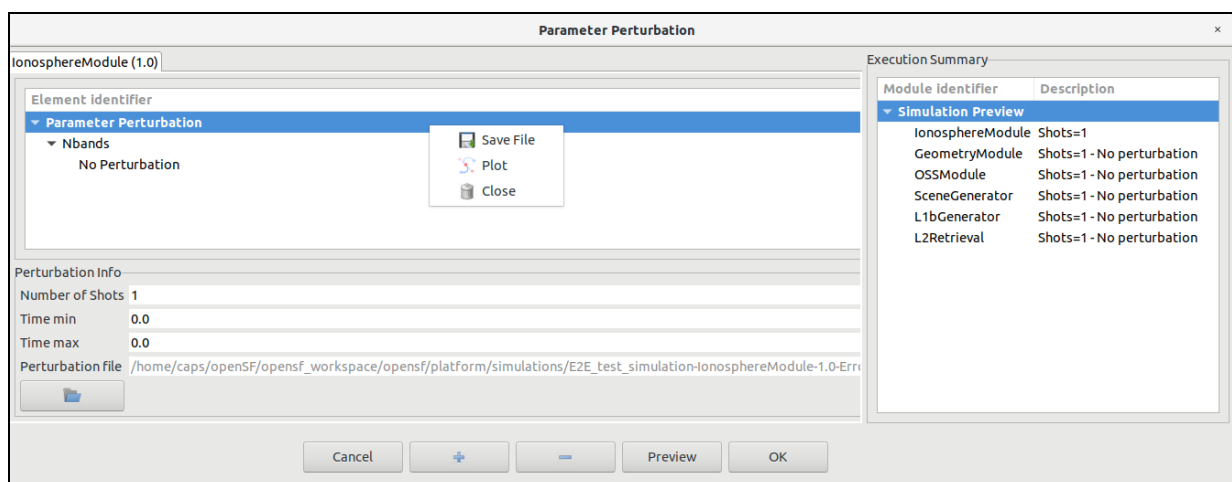 Parameter Perturbation
×
IonosphereModule (1.0)
Element identifier
Parameter Perturbation
Nbands
No Perturbation
Save File
Plot
Close
Perturbation Info
Number of Shots 1
Time min 0.0
Time max 0.0
Perturbation file /home/caps/openSF/opensf_workspace/opensf/platform/simulations/E2E_test_simulation-IonosphereModule-1.0-Erro
Execution Summary
Module identifier Description
Simulation Preview
IonosphereModule Shots=1
GeometryModule Shots=1 - No perturbation
OSSModule Shots=1 - No perturbation
SceneGenerator Shots=1 - No perturbation
L1bGenerator Shots=1 - No perturbation
L2Retrieval Shots=1 - No perturbation
Cancel
Preview
OK